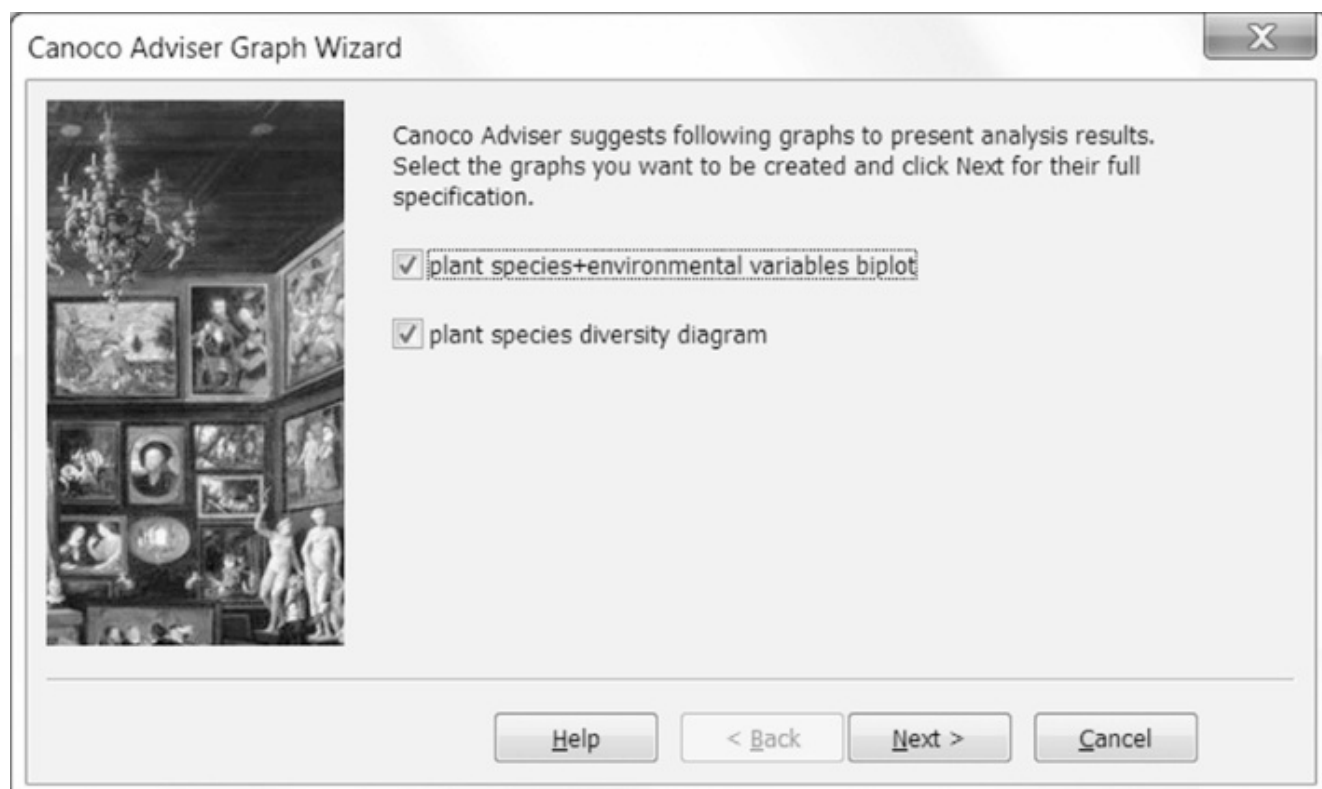 Canoco Adviser Graph Wizard
Canoco Adviser suggests following graphs to present analysis results.
Select the graphs you want to be created and click Next for their full
specification.
plant species+environmental variables biplot
plant species diversity diagram
Help
< Back
Next >
Cancel